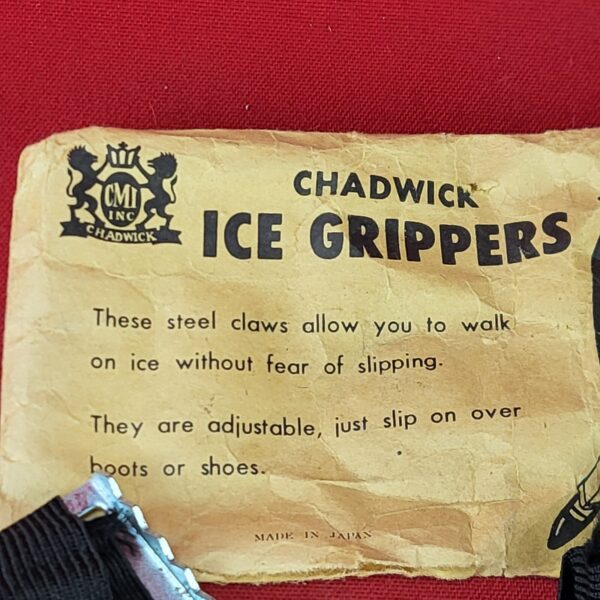 CMI
INC
CHADWICK
CHADWICK
ICE GRIPPERS
These steel claws allow you to walk
on ice without fear of slipping.
They are adjustable, just slip on over
boots or shoes.
MADE IN JAPAN